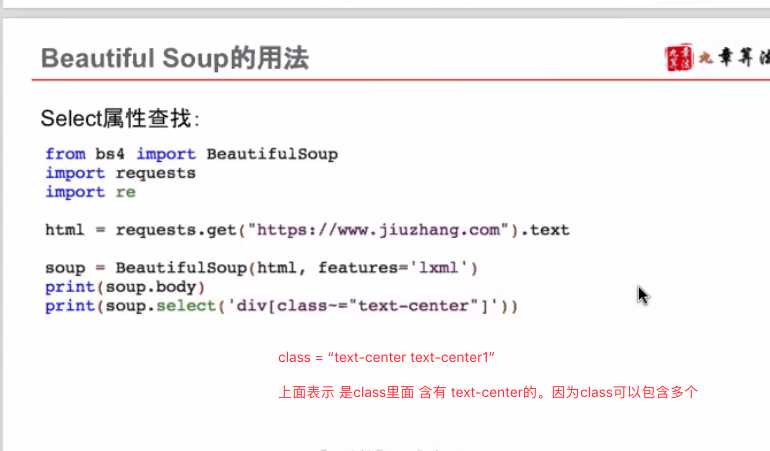 Beautiful Soup的用法
九章算法
Select属性查找：
from bs4 import BeautifulSoup
import requests
import re
html = requests.get("https://www.jiuzhang.com").text
soup = BeautifulSoup(html, features='lxml')
print(soup.body)
print(soup.select('div[class~="text-center"]'))
class = “text-center text-center1”
上面表示 是class里面 含有 text-center的。因为class可以包含多个